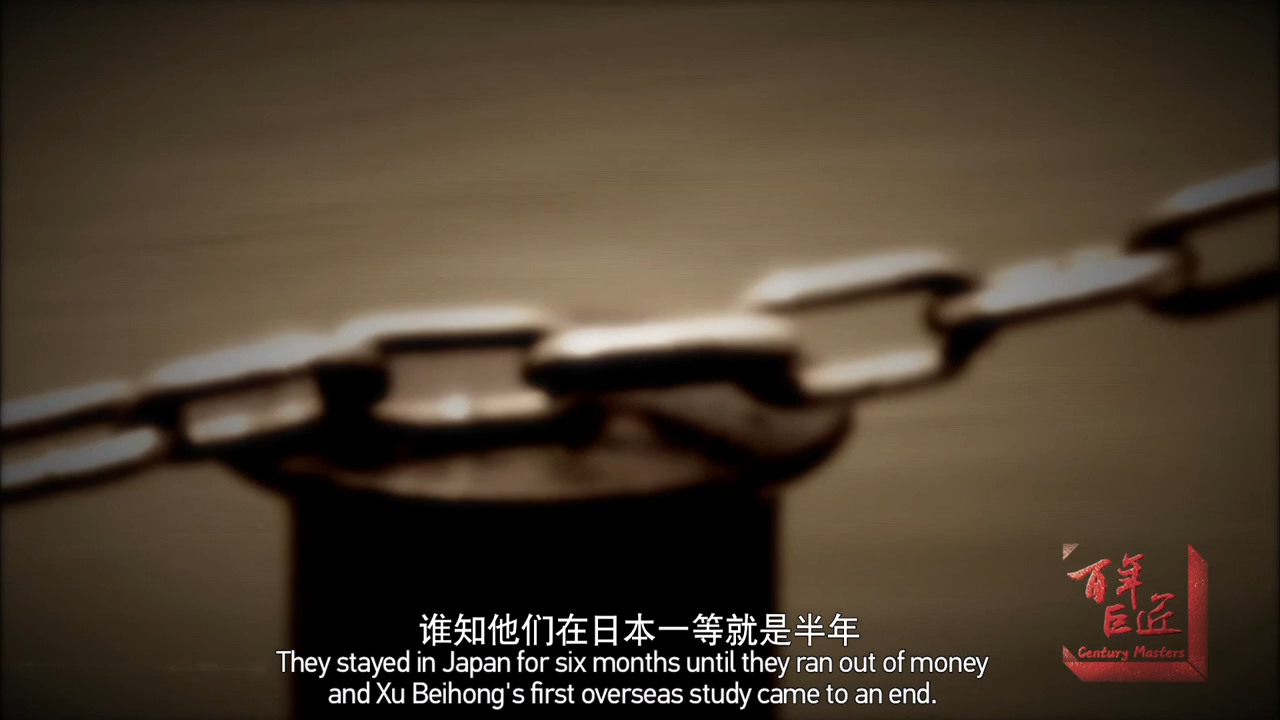 百年
巨匠
Century Masters
谁知他们在日本一等就是半年
They stayed in Japan for six months until they ran out of money
and Xu Beihong's first overseas study came to an end.